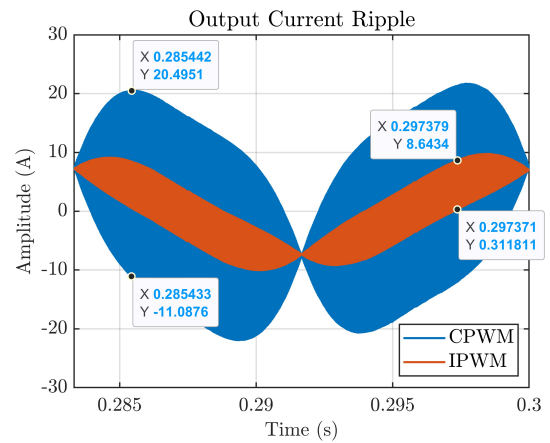 Output Current Ripple
30
20
10
0
-10
-20
-30
Amplitude (A)
X 0.285442
Y 20.4951
X 0.297379
Y 8.6434
X 0.297371
Y 0.311811
X 0.285433
Y -11.0876
CPWM
IPWM
0.285
0.29
0.295
0.3
Time (s)